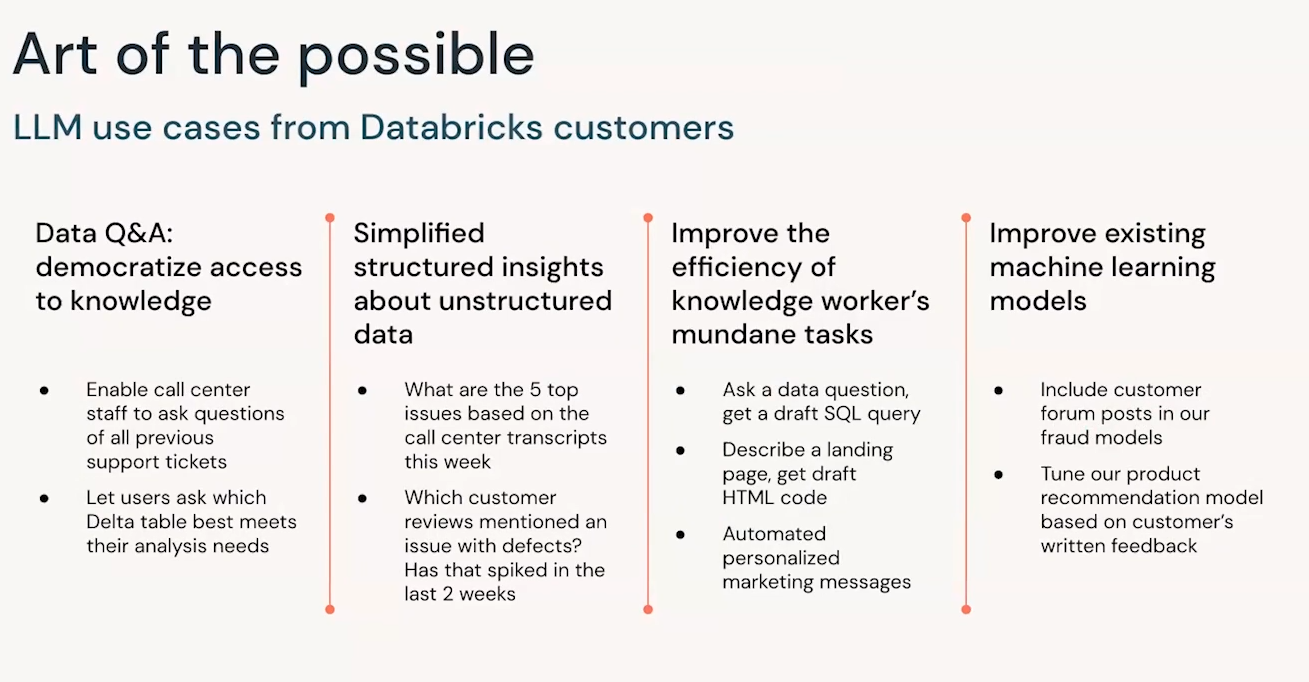 Art of the possible
LLM use cases from Databricks customers
Data Q&A:
democratize access
to knowledge
● Enable call center
staff to ask questions
of all previous
support tickets
● Let users ask which
Delta table best meets
their analysis needs
Simplified
structured insights
about unstructured
data
● What are the 5 top
issues based on the
call center transcripts
this week
● Which customer
reviews mentioned an
issue with defects?
Has that spiked in the
last 2 weeks
Improve the
efficiency of
knowledge worker’s
mundane tasks
● Ask a data question,
get a draft SQL query
● Describe a landing
page, get draft
HTML code
● Automated
personalized
marketing messages
Improve existing
machine learning
models
● Include customer
forum posts in our
fraud models
● Tune our product
recommendation model
based on customer’s
written feedback